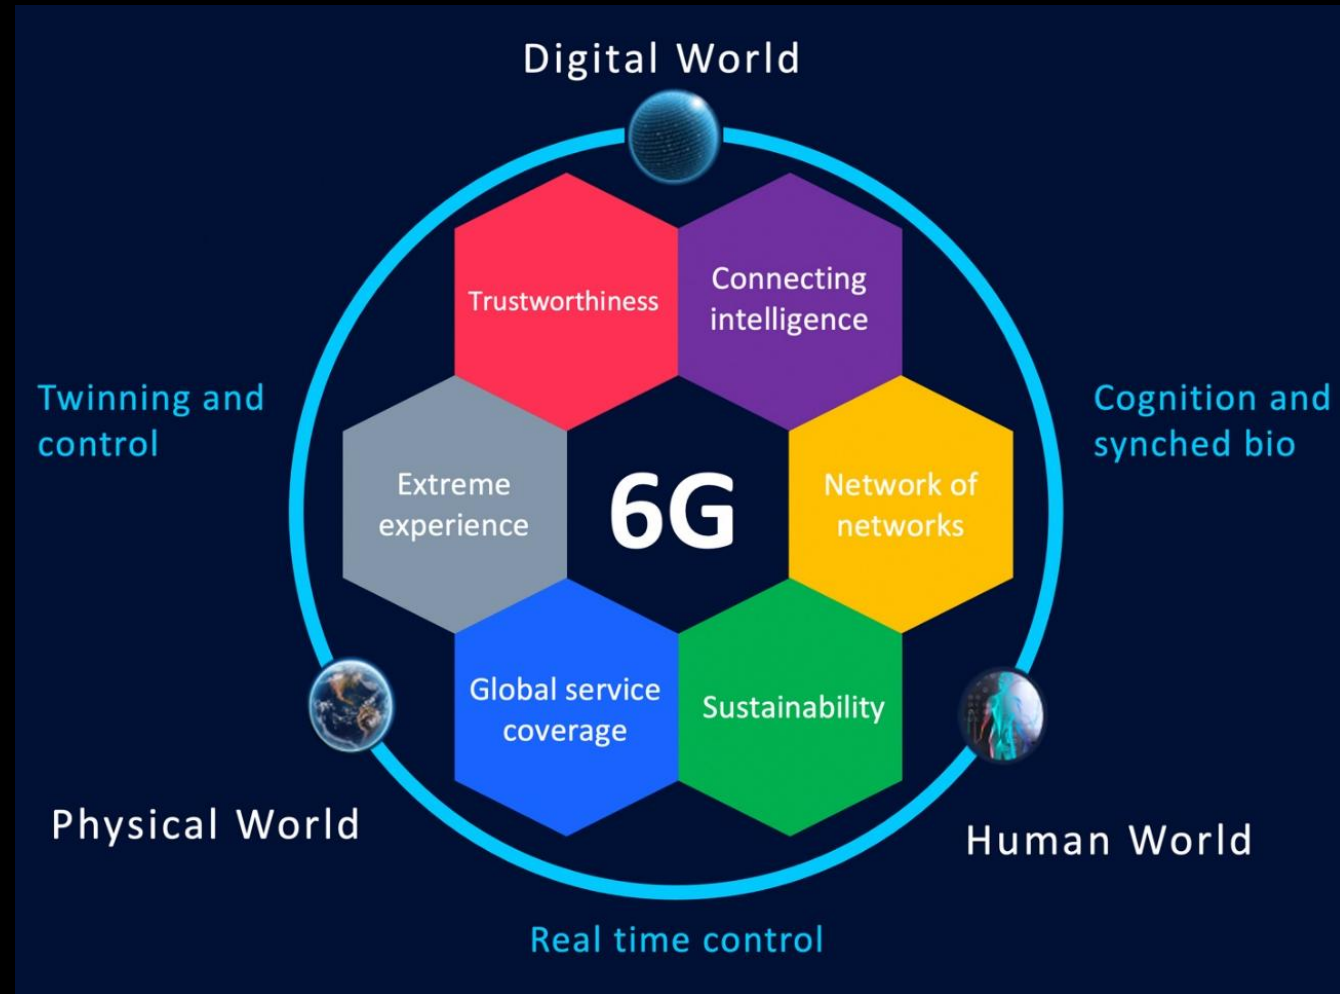 Digital World
Trustworthiness
Connecting
intelligence
Twinning and
control
Cognition and
synched bio
Extreme
experience
6G
Network of
networks
Global service
coverage
Sustainability
Physical World
Human World
Real time control